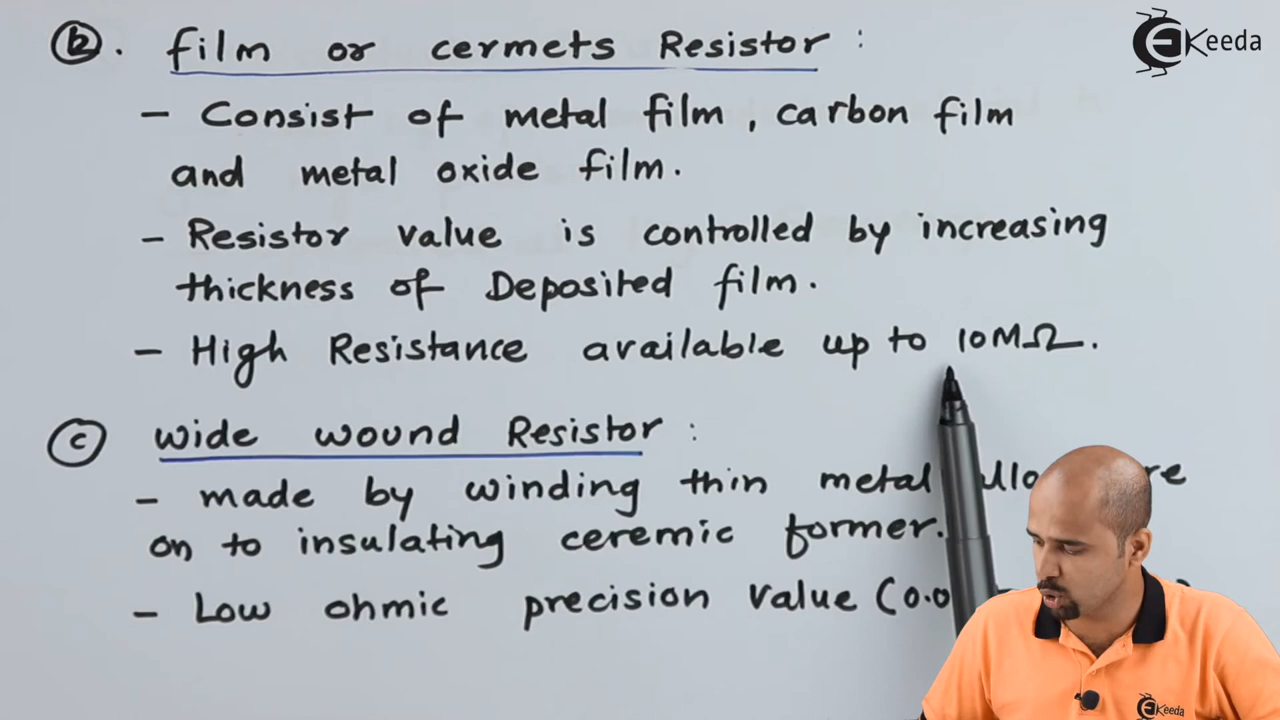 Keeda
b. film or cermets Resistor :
- Consist of metal film, carbon film
and metal oxide film.
- Resistor value is controlled by increasing
thickness of Deposited film.
- High Resistance available up to 10MΩ.
c wide wound Resistor :
- made by winding thin metal
on to insulating ceremic former.
- Low ohmic precision value (0.0
Keeda